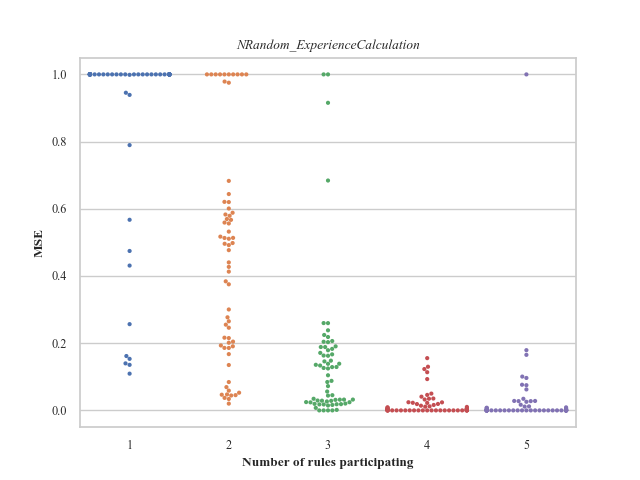 NRandom_ExperienceCalculation
1.0
0.8
0.6
0.4
0.2
0.0
MSE
1 2 3 4 5
Number of rules participating